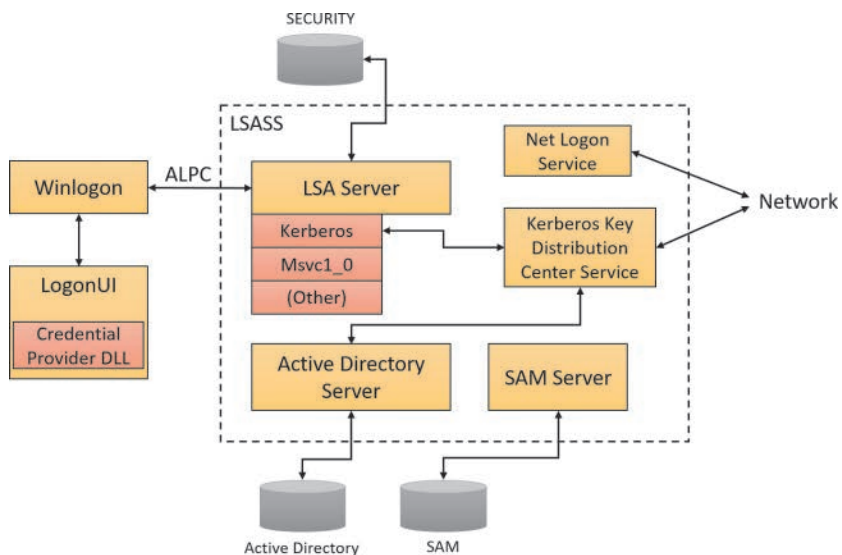 SECURITY
LSASS
Net Logon
Service
Winlogon
ALPC
LSA Server
Network
Kerberos
Kerberos Key
Distribution
Center Service
Msvc1_0
(Other)
LogonUI
Credential
Provider DLL
Active Directory
Server
SAM Server
Active Directory
SAM